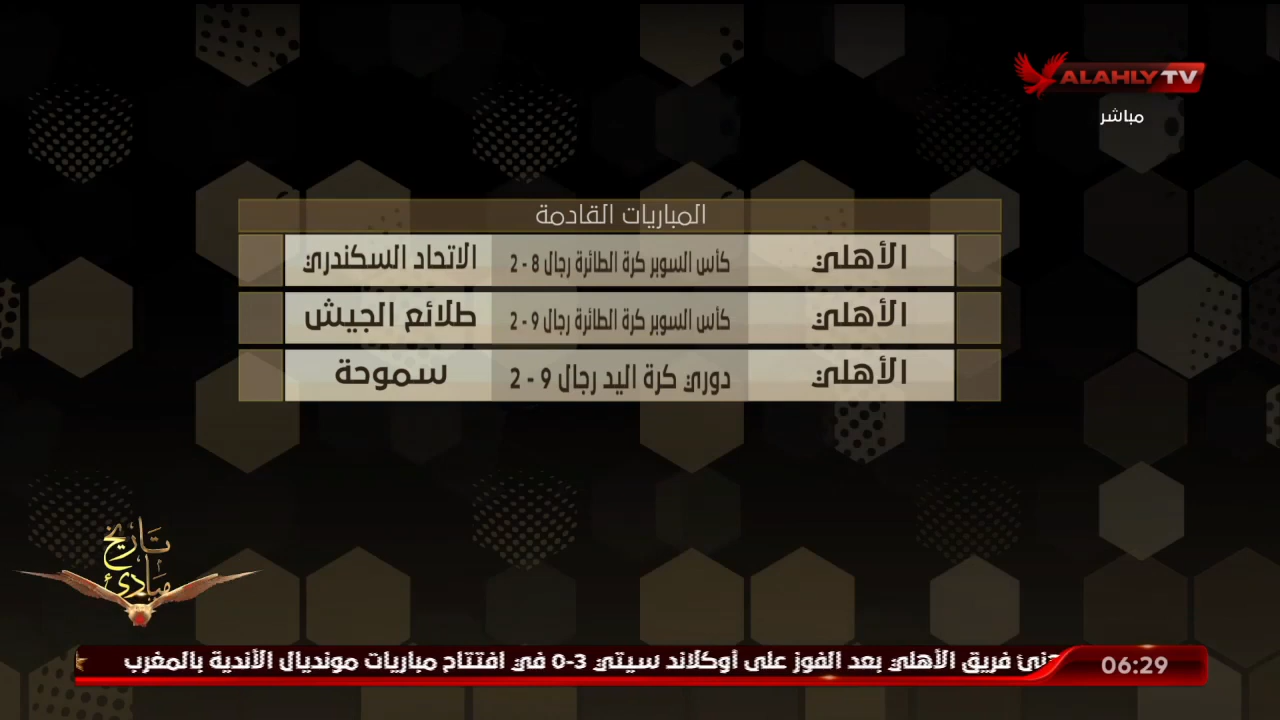 ALAHLY TV
مباشر
المباريات القادمة
الأهلي كأس السوبر كرة الطائرة رجال 8 - 2 الاتحاد السكندري
الأهلي كأس السوبر كرة الطائرة رجال 9 - 2 طلائع الجيش
الأهلي دوري كرة اليد رجال 9 - 2 سموحة
تاريخ
مبادئ
فريق الأهلي بعد الفوز على أوكلاند سيتي 3-0 في افتتاح مباريات مونديال الأندية بالمغرب
06:29